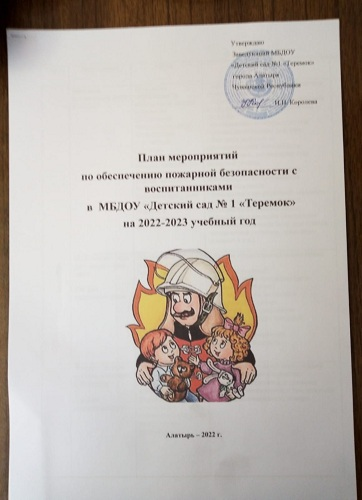 Утверждаю
Заведующий МБДОУ
«Детский сад №1 «Теремок»
города Алатыря
Чувашской Республики
И.Н. Королева
План мероприятий
по обеспечению пожарной безопасности с
воспитанниками
в МБДОУ «Детский сад № 1 «Теремок»
на 2022-2023 учебный год
Алатырь – 2022 г.